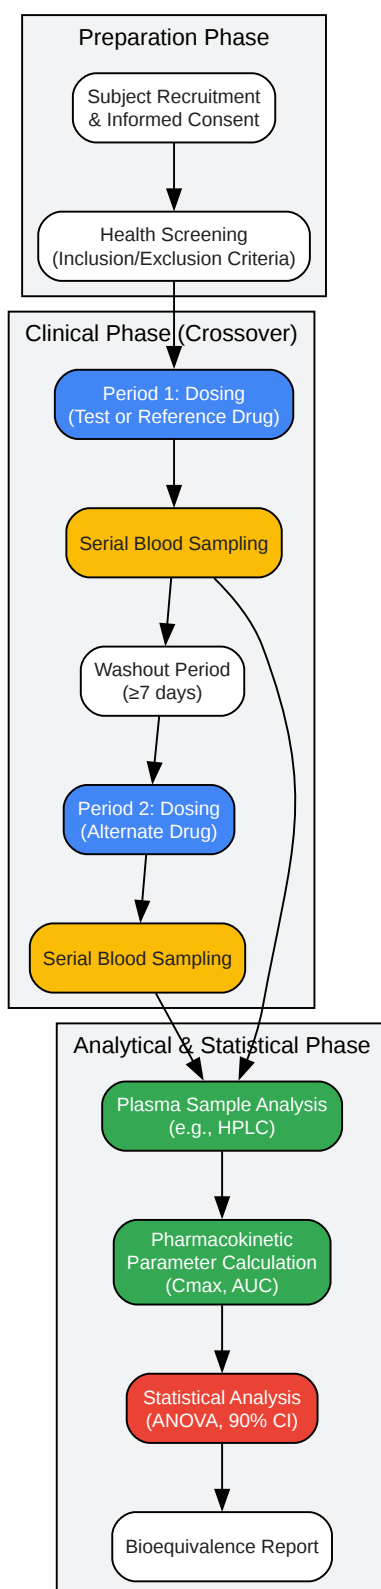 Preparation Phase
Subject Recruitment
& Informed Consent
Health Screening
(Inclusion/Exclusion Criteria)
Clinical Phase (Crossover)
Period 1: Dosing
(Test or Reference Drug)
Serial Blood Sampling
Washout Period
(≥7 days)
Period 2: Dosing
(Alternate Drug)
Serial Blood Sampling
Analytical & Statistical Phase
Plasma Sample Analysis
(e.g., HPLC)
Pharmacokinetic
Parameter Calculation
(Cmax, AUC)
Statistical Analysis
(ANOVA, 90% CI)
Bioequivalence Report